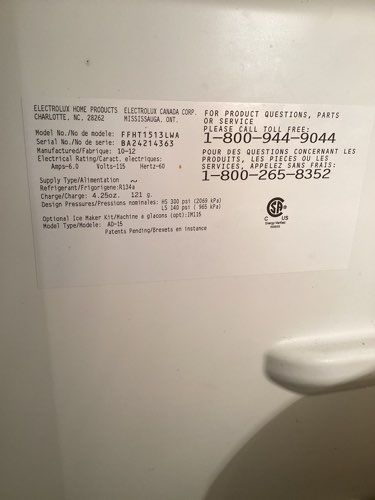 ELECTROLUX HOME PRODUCTS ELECTROLUX CANADA CORP.
CHARLOTTE, NC, 28262 MISSISSAUGA, ONT.
Model No./No de modele: FFHT1513LWA
Serial No./No de serie: BA24214363
Manufactured/Fabrique: 10-12
Electrical Rating/Caract. electriques:
Amps-6.0 Volts-115 Hertz-60
Supply Type/Alimentation ~
Refrigerant/Frigorigene:R134a
Charge/Charge: 4.25oz. 121 g.
Design Pressures/Pressions nominales: HS 300 psi (2069 kPa)
LS 140 psi ( 965 kPa)
Optional Ice Maker Kit/Machine a glacons (opt):IM115
Model Type/Modele: AD-15
Patents Pending/Brevets en instance
FOR PRODUCT QUESTIONS, PARTS
OR SERVICE
PLEASE CALL TOLL FREE:
1-800-944-9044
POUR DES QUESTIONS CONCERNANT LES
PRODUITS, LES PIECES OU LES
SERVICES, APPELEZ SANS FRAIS:
1-800-265-8352
C US
Energy Verified